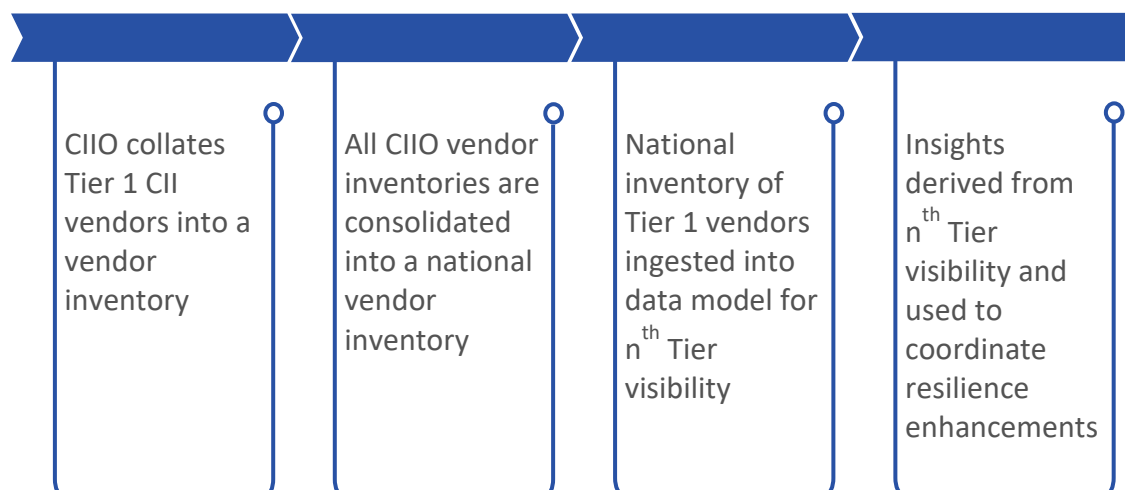 CIIO collates
Tier 1 CII
vendors into a
vendor
inventory
All CIIO vendor
inventories are
consolidated
into a national
vendor
inventory
National
inventory of
Tier 1 vendors
ingested into
data model for
nth Tier
visibility
Insights
derived from
nth Tier
visibility and
used to
coordinate
resilience
enhancements